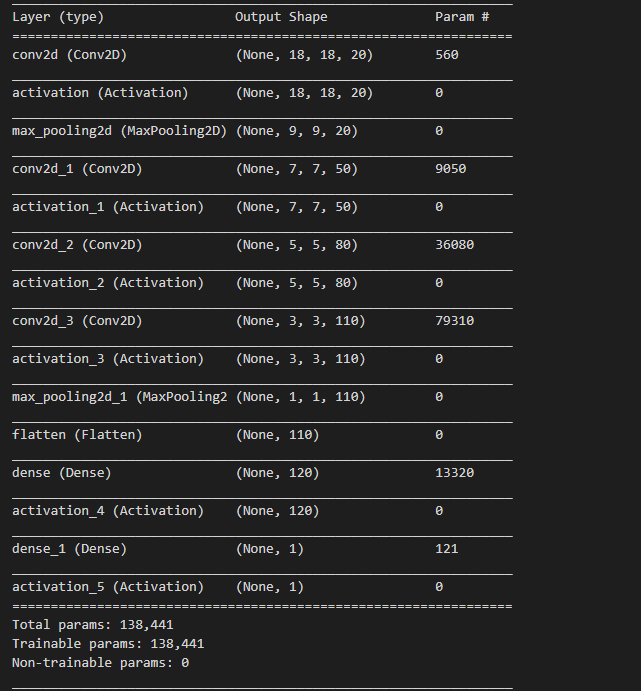 Layer (type) Output Shape Param #
=================================================================
conv2d (Conv2D) (None, 18, 18, 20) 560
activation (Activation) (None, 18, 18, 20) 0
max_pooling2d (MaxPooling2D) (None, 9, 9, 20) 0
conv2d_1 (Conv2D) (None, 7, 7, 50) 9050
activation_1 (Activation) (None, 7, 7, 50) 0
conv2d_2 (Conv2D) (None, 5, 5, 80) 36080
activation_2 (Activation) (None, 5, 5, 80) 0
conv2d_3 (Conv2D) (None, 3, 3, 110) 79310
activation_3 (Activation) (None, 3, 3, 110) 0
max_pooling2d_1 (MaxPooling2 (None, 1, 1, 110) 0
flatten (Flatten) (None, 110) 0
dense (Dense) (None, 120) 13320
activation_4 (Activation) (None, 120) 0
dense_1 (Dense) (None, 1) 121
activation_5 (Activation) (None, 1) 0
=================================================================
Total params: 138,441
Trainable params: 138,441
Non-trainable params: 0